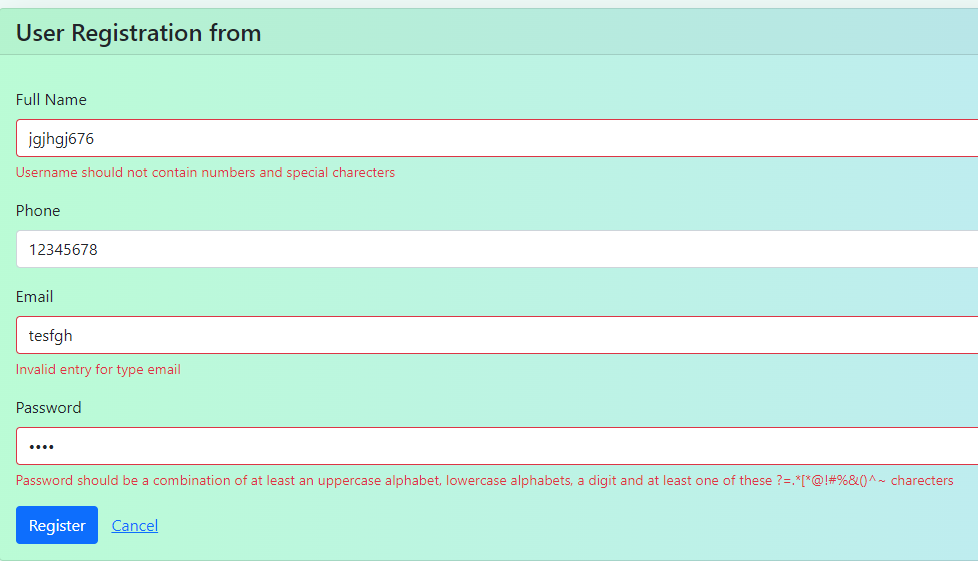 User Registration from
Full Name
jgjhgj676
Username should not contain numbers and special charecters
Phone
12345678
Email
tesfgh
Invalid entry for type email
Password
••••
Password should be a combination of at least an uppercase alphabet, lowercase alphabets, a digit and at least one of these ?=.*[*@!#%&()^~ charecters
Register Cancel